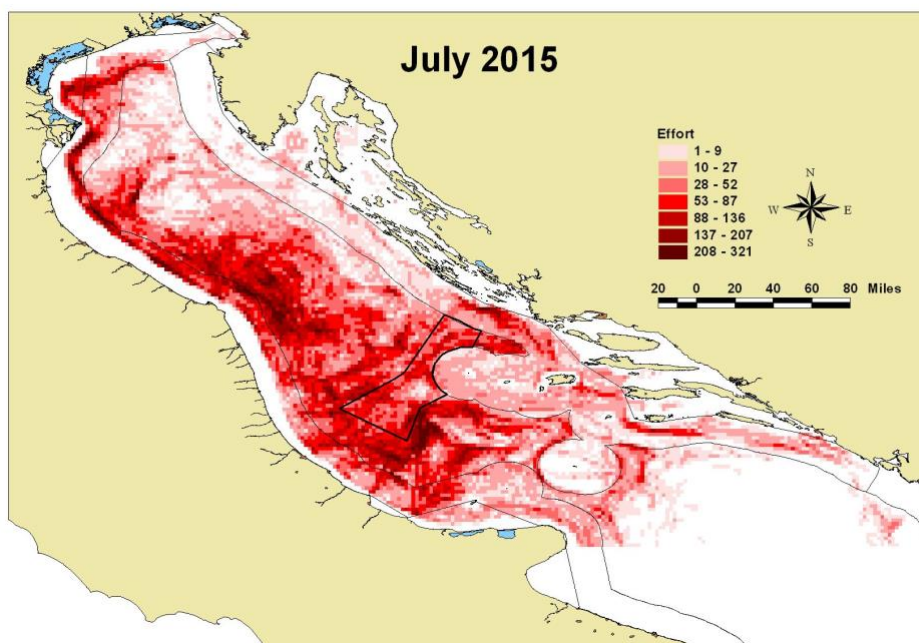 July 2015
Effort
1 - 9
10 - 27
28 - 52
53 - 87
88 - 136
137 - 207
208 - 321
N
W E
S
20 0 20 40 60 80 Miles